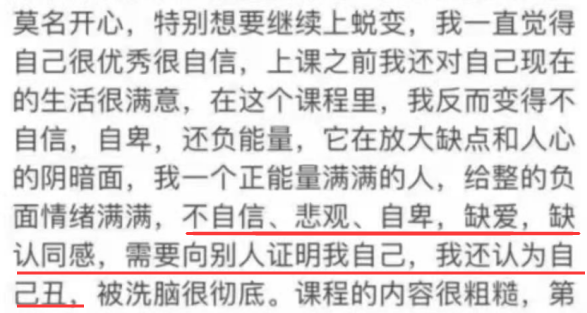 莫名开心，特别想要继续上蜕变，我一直觉得
自己很优秀很自信，上课之前我还对自己现在
的生活很满意，在这个课程里，我反而变得不
自信，自卑，还负能量，它在放大缺点和人心
的阴暗面，我一个正能量满满的人，给整的负
面情绪满满，不自信、悲观、自卑，缺爱，缺
认同感，需要向别人证明我自己，我还认为自
己丑，被洗脑很彻底。课程的内容很粗糙，第